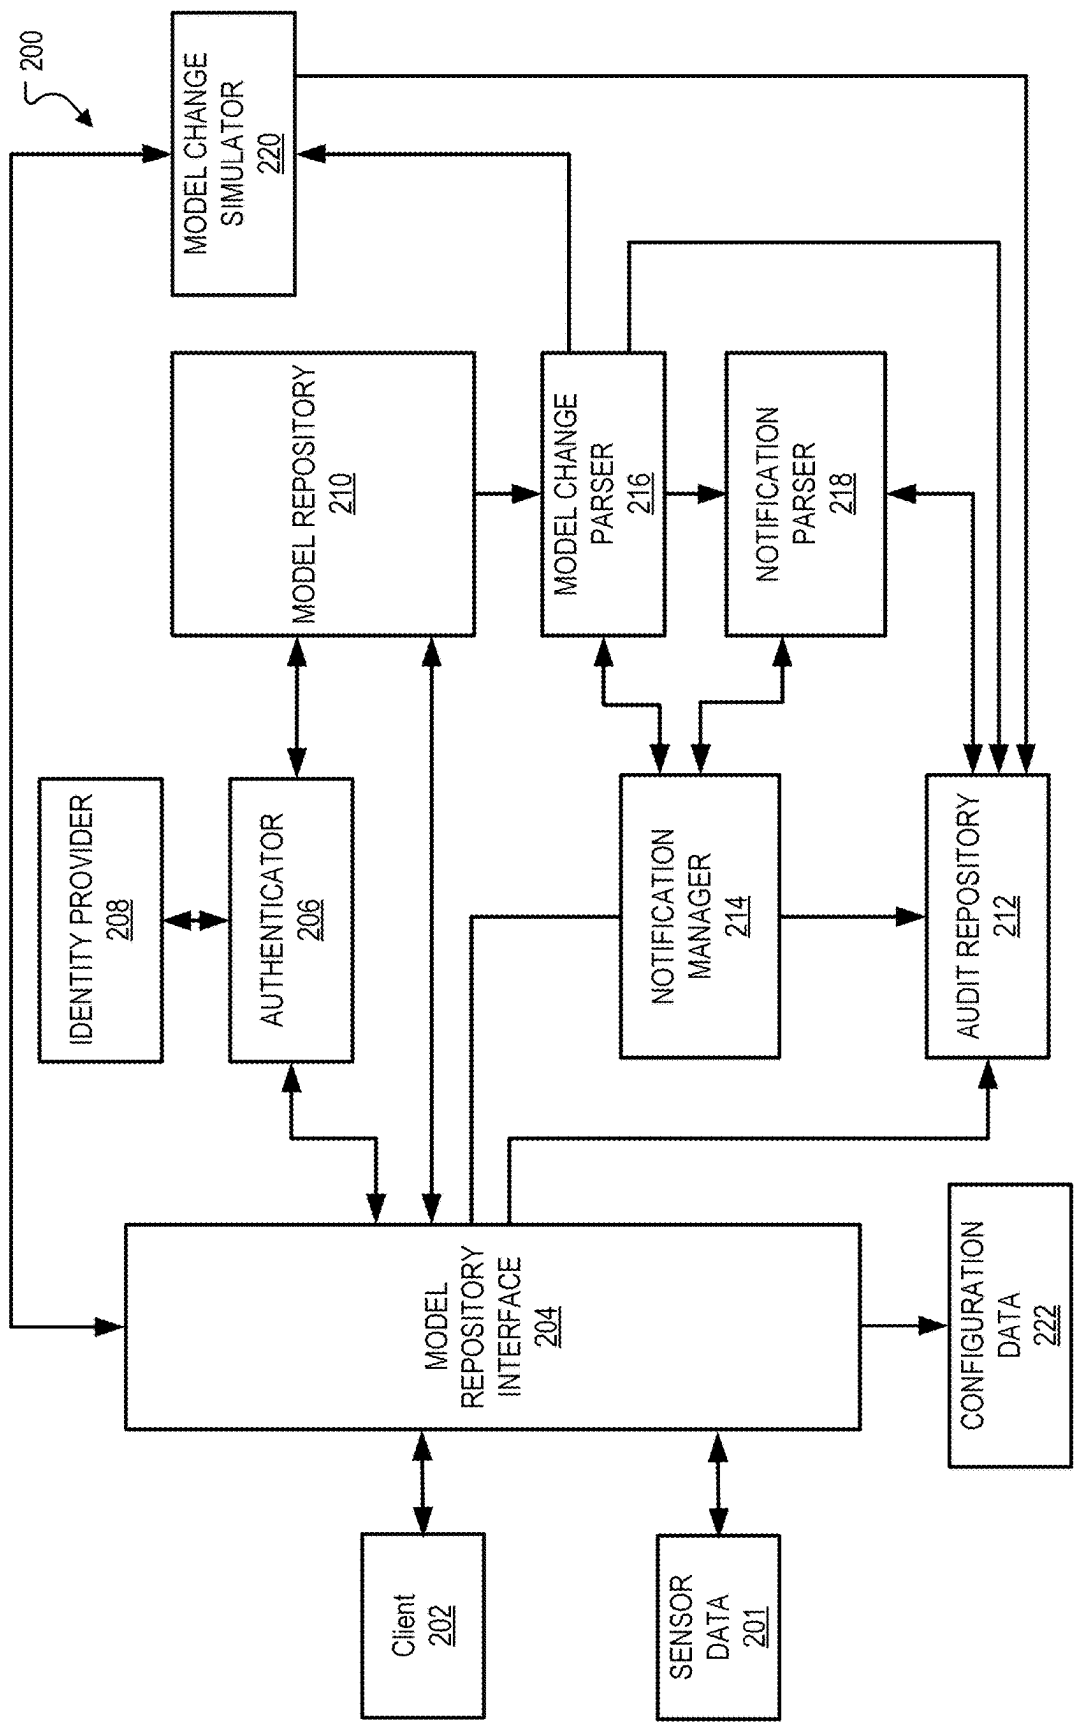 200
IDENTITY PROVIDER
208
AUTHENTICATOR
206
MODEL REPOSITORY
210
MODEL CHANGE
SIMULATOR
220
Client
202
MODEL
REPOSITORY
INTERFACE
204
SENSOR
DATA
201
NOTIFICATION
MANAGER
214
MODEL CHANGE
PARSER
216
NOTIFICATION
PARSER
218
CONFIGURATION
DATA
222
AUDIT REPOSITORY
212